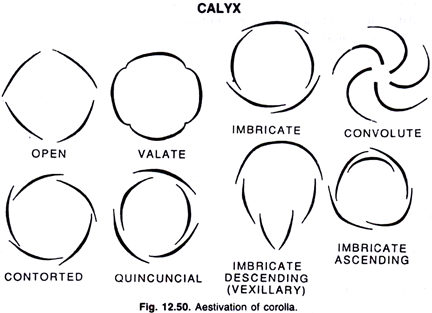 CALYX
OPEN
VALATE
IMBRICATE
CONVOLUTE
CONTORTED
QUINCUNCIAL
IMBRICATE
DESCENDING
(VEXILLARY)
IMBRICATE
ASCENDING
Fig. 12.50. Aestivation of corolla.